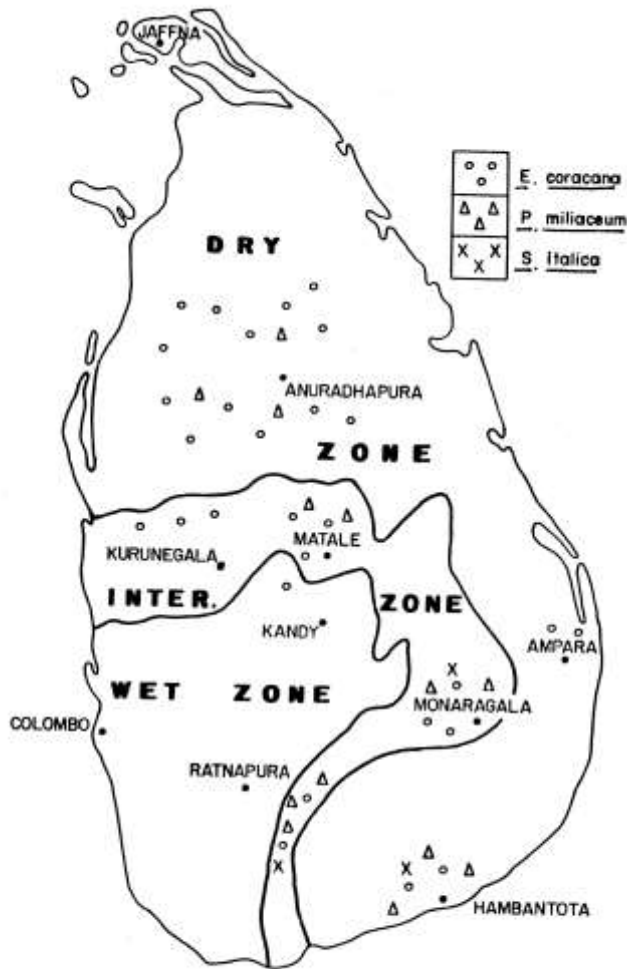 JAFFNA
E. coracana
P. miliaceum
S. italica
DRY
ANURADHAPURA
ZONE
MATALE
KURUNEGALA
INTER. ZONE
KANDY
AMPARA
WET ZONE
MONARAGALA
COLOMBO
RATNAPURA
HAMBANTOTA